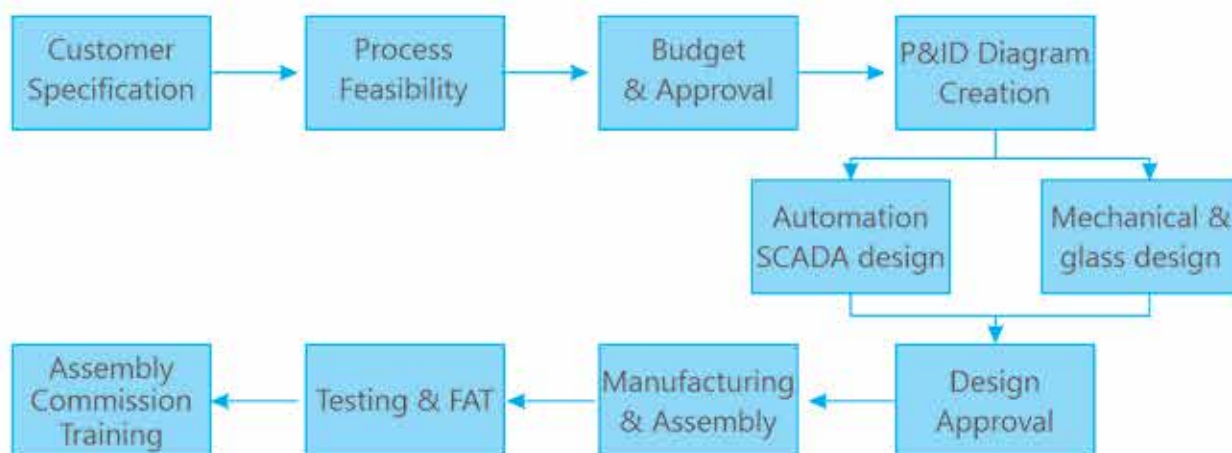 Customer
Specification
Process
Feasibility
Budget
& Approval
P&ID Diagram
Creation
Automation
SCADA design
Mechanical &
glass design
Design
Approval
Manufacturing
& Assembly
Testing & FAT
Assembly
Commission
Training